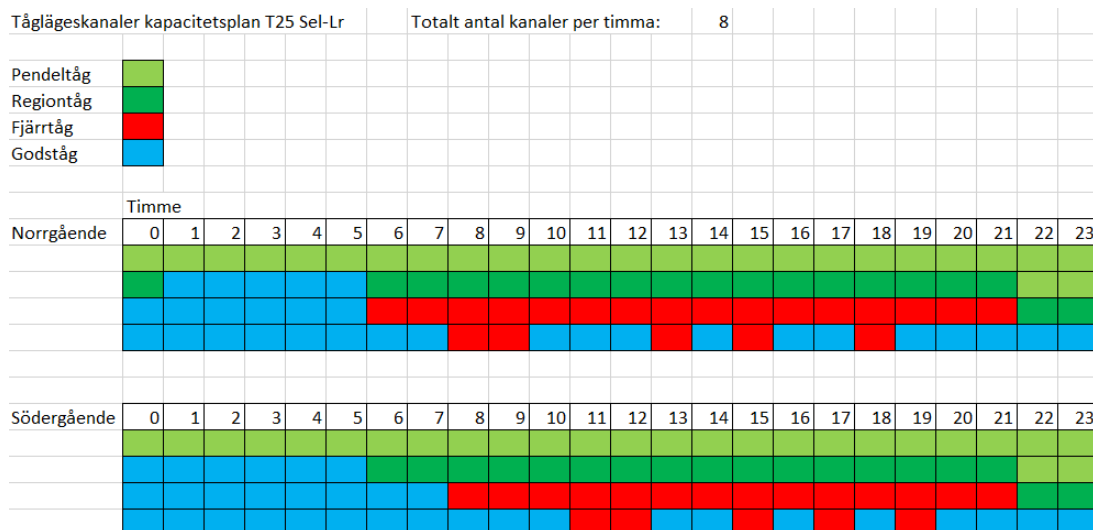 Tåglägeskanaler kapacitetsplan T25 Sel-Lr Totalt antal kanaler per timma: 8
Pendeltåg
Regiontåg
Fjärrtåg
Godståg
Timme
Norrgående 0 1 2 3 4 5 6 7 8 9 10 11 12 13 14 15 16 17 18 19 20 21 22 23
Södergående 0 1 2 3 4 5 6 7 8 9 10 11 12 13 14 15 16 17 18 19 20 21 22 23